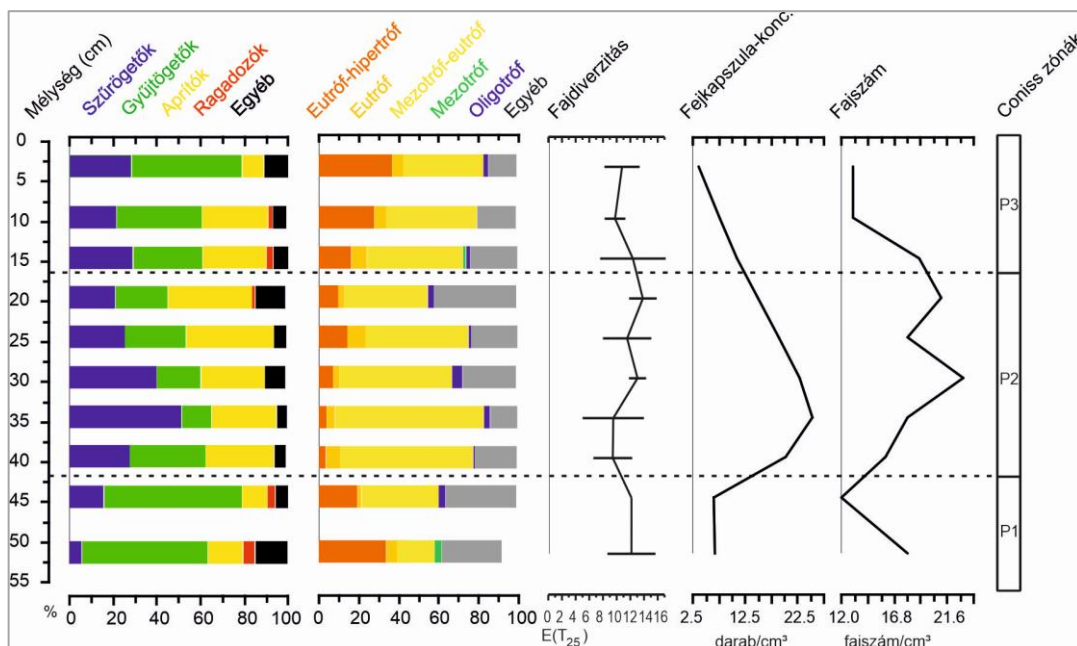 Mélység (cm)
Szűrögetők
Gyűjtögetők
Aprítók
Ragadozók
Egyéb
Eutróf-hipertróf
Eutróf
Mezotróf-eutróf
Mezotróf
Oligotróf
Egyéb
Fajdiverzitás
Fejkapszula-konc.
Fajszám
Coniss zónák
0
5
10
15
20
25
30
35
40
45
50
55
P3
P2
P1
% 0 20 40 60 80 100
0 20 40 60 80 100
0 2 4 6 8 10 12 14 16
E(T25)
2.5 12.5 22.5
darab/cm³
12.0 16.8 21.6
fajszám/cm³